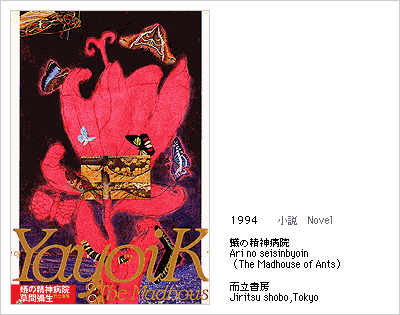 YayoiK
The Madhous
蟻の精神病院
草間彌生
1994 小説 Novel
蟻の精神病院
Ari no seisinbyoin
(The Madhouse of Ants)
而立書房
Jiritsu shobo,Tokyo